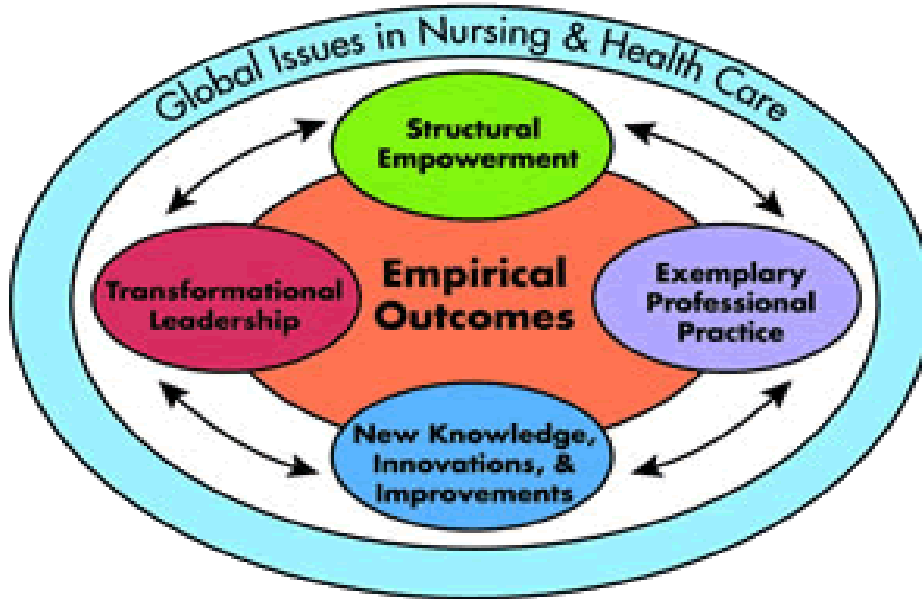 Global Issues in Nursing & Health Care
Structural
Empowerment
Transformational
Leadership
Empirical
Outcomes
Exemplary
Professional
Practice
New Knowledge,
Innovations, &
Improvements